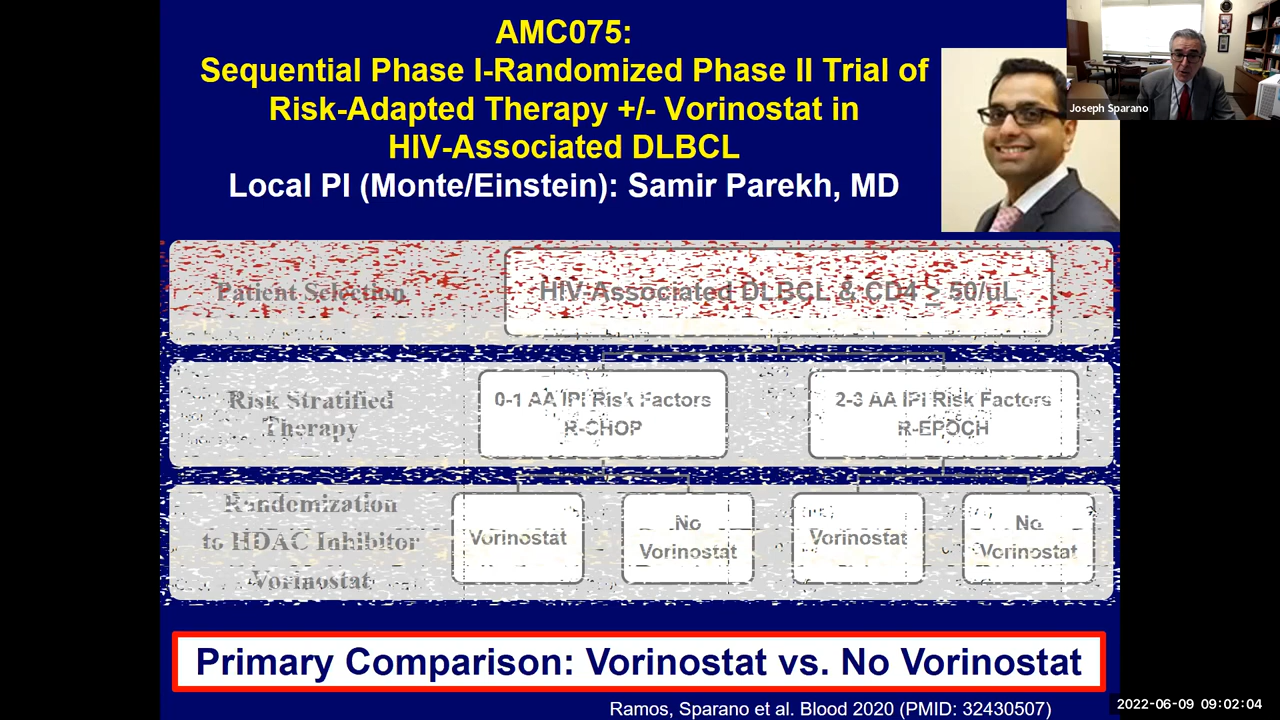 AMC075:
Sequential Phase I-Randomized Phase II Trial of
Risk-Adapted Therapy +/- Vorinostat in
HIV-Associated DLBCL
Local PI (Monte/Einstein): Samir Parekh, MD
Joseph Sparano
Patient Selection
HIV-Associated DLBCL & CD4 ≥ 50/uL
Risk Stratified
Therapy
0-1 AA IPI Risk Factors
R-CHOP
2-3 AA IPI Risk Factors
R-EPOCH
Randomization
to HDAC Inhibitor
Vorinostat
Vorinostat
No
Vorinostat
Vorinostat
No
Vorinostat
Primary Comparison: Vorinostat vs. No Vorinostat
Ramos, Sparano et al. Blood 2020 (PMID: 32430507)
2022-06-09 09:02:04